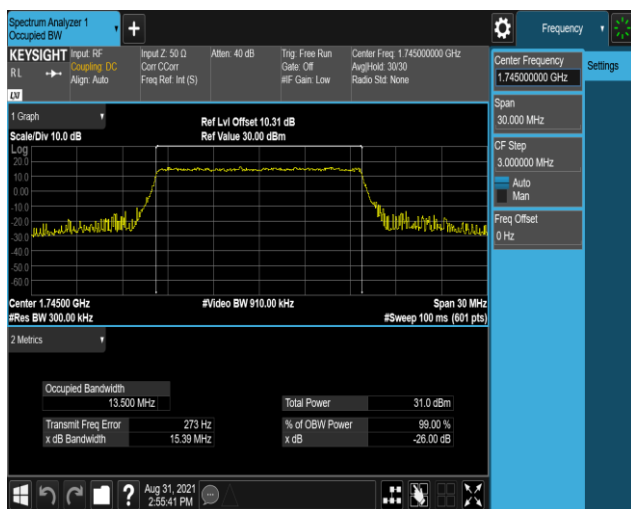 Spectrum Analyzer 1
Occupied BW
Frequency
KEYSIGHT
Input: RF
Coupling: DC
Align: Auto
Input Z: 50 Ω
Corr CCorr
Freq Ref: Int (S)
Atten: 40 dB
Trig: Free Run
Gate: Off
#IF Gain: Low
Center Freq: 1.745000000 GHz
Avg|Hold: 30/30
Radio Std: None
RL
LXI
Center Frequency
1.745000000 GHz
Settings
Span
30.000 MHz
CF Step
3.000000 MHz
Auto
Man
Freq Offset
0 Hz
1 Graph
Scale/Div 10.0 dB
Ref Lvl Offset 10.31 dB
Ref Value 30.00 dBm
Log
20.0
10.0
0.00
-10.0
-20.0
-30.0
-40.0
-50.0
-60.0
Center 1.74500 GHz
#Res BW 300.00 kHz
#Video BW 910.00 kHz
Span 30 MHz
#Sweep 100 ms (601 pts)
2 Metrics
Occupied Bandwidth
13.500 MHz
Total Power 31.0 dBm
Transmit Freq Error 273 Hz
% of OBW Power 99.00 %
x dB Bandwidth 15.39 MHz
x dB -26.00 dB
?
Aug 31, 2021
2:55:41 PM